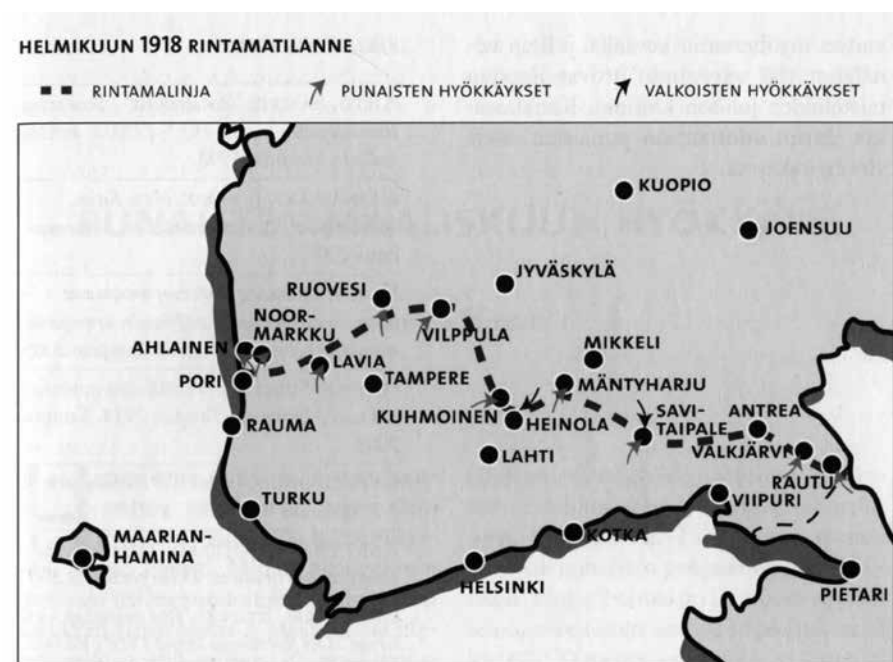 HELMIKUUN 1918 RINTAMATILANNE
RINTAMALINJA
PUNAISTEN HYÖKKÄYKSET
VALKOISTEN HYÖKKÄYKSET
KUOPIO
JOENSUU
JYVÄSKYLÄ
RUOVESI
NOOR-
MARKKU
VILPPULA
AHLAINEN
LAVIA
MIKKELI
PORI
TAMPERE
MÄNTYHARJU
KUHMOINEN
HEINOLA
SAVI-
TAIPALE
ANTREA
RAUMA
LAHTI
VALKJÄRVI
RAUTU
VIIPURI
TURKU
MAARIAN-
HAMINA
KOTKA
HELSINKI
PIETARI